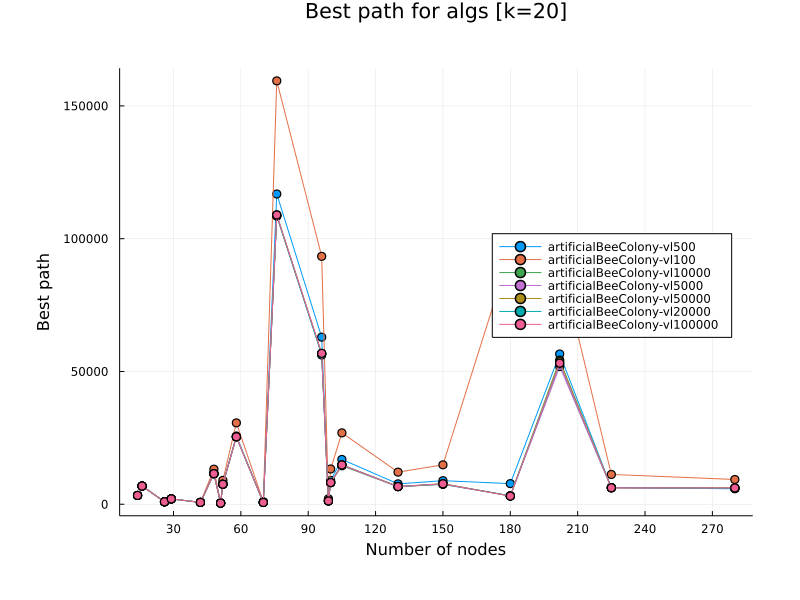 Best path for algs [k=20]
150000
100000
50000
0
Best path
30
60
90
120
150
180
210
240
270
Number of nodes
artificialBeeColony-vl500
artificialBeeColony-vl100
artificialBeeColony-vl10000
artificialBeeColony-vl5000
artificialBeeColony-vl50000
artificialBeeColony-vl20000
artificialBeeColony-vl100000